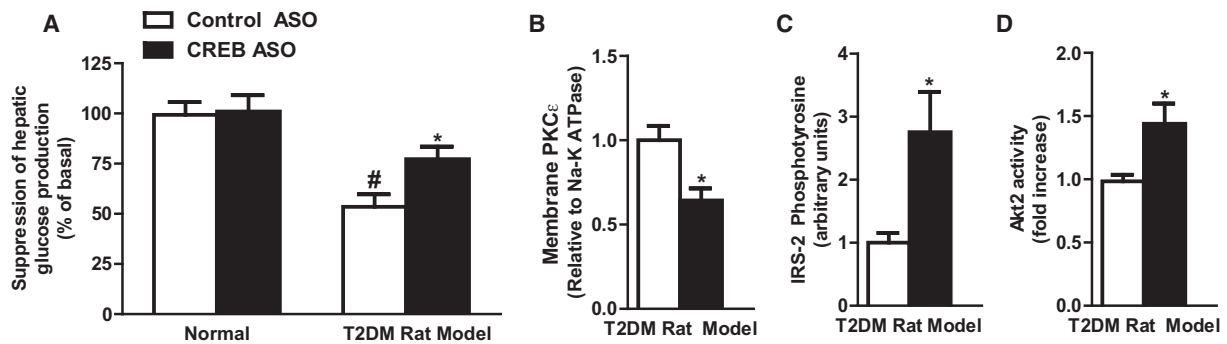 A
Control ASO
CREB ASO
Suppression of hepatic
glucose production
(% of basal)
125
100
75
50
25
0
#
*
Normal
T2DM Rat Model
B
Membrane PKCε
(Relative to Na-K ATPase)
1.5
1.0
0.5
0.0
*
T2DM Rat Model
C
IRS-2 Phosphotyrosine
(arbitrary units)
4
3
2
1
0
*
T2DM Rat Model
D
Akt2 activity
(fold increase)
2.0
1.5
1.0
0.5
0.0
*
T2DM Rat Model